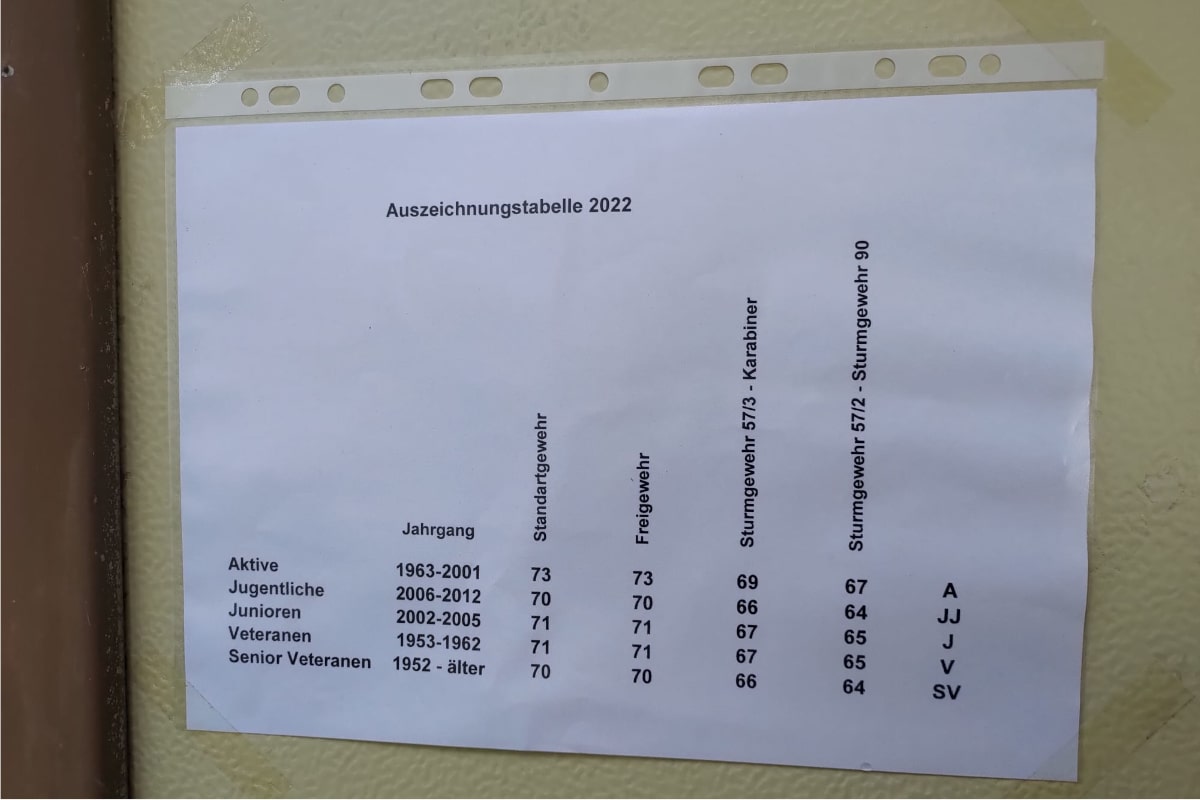 Auszeichnungstabelle 2022
Jahrgang Standartgewehr Freigewehr Sturmgewehr 57/3 - Karabiner Sturmgewehr 57/2 - Sturmgewehr 90
Aktive 1963-2001 73 73 69 67 A
Jugentliche 2006-2012 70 70 66 64 JJ
Junioren 2002-2005 71 71 67 65 J
Veteranen 1953-1962 71 71 67 65 V
Senior Veteranen 1952 - älter 70 70 66 64 SV